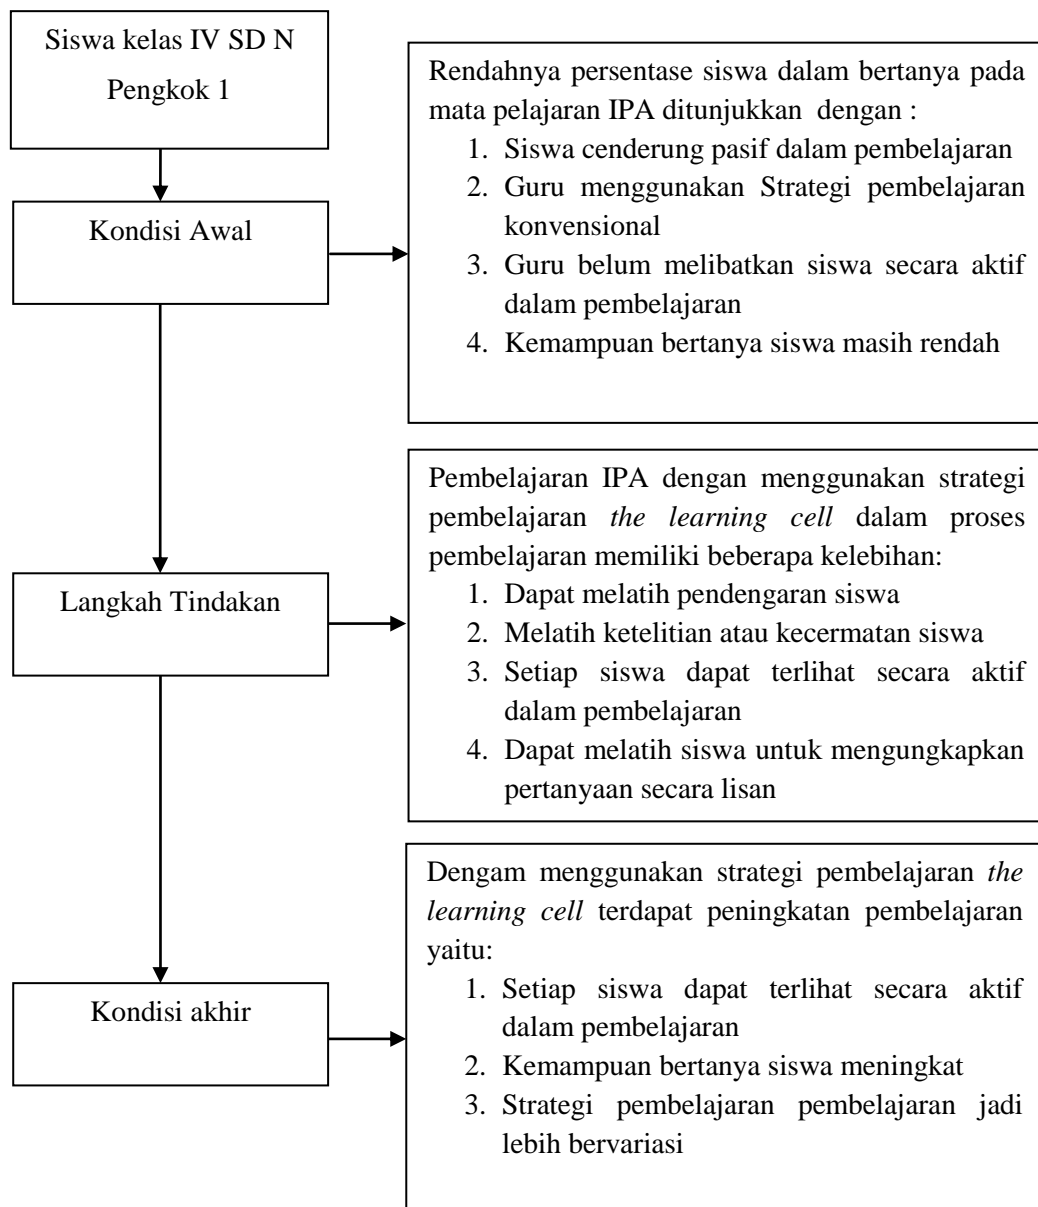 Siswa kelas IV SD N
Pengkok 1
Kondisi Awal
Rendahnya persentase siswa dalam bertanya pada
mata pelajaran IPA ditunjukkan dengan :
1. Siswa cenderung pasif dalam pembelajaran
2. Guru menggunakan Strategi pembelajaran
konvensional
3. Guru belum melibatkan siswa secara aktif
dalam pembelajaran
4. Kemampuan bertanya siswa masih rendah
Langkah Tindakan
Pembelajaran IPA dengan menggunakan strategi
pembelajaran the learning cell dalam proses
pembelajaran memiliki beberapa kelebihan:
1. Dapat melatih pendengaran siswa
2. Melatih ketelitian atau kecermatan siswa
3. Setiap siswa dapat terlihat secara aktif
dalam pembelajaran
4. Dapat melatih siswa untuk mengungkapkan
pertanyaan secara lisan
Kondisi akhir
Dengam menggunakan strategi pembelajaran the
learning cell terdapat peningkatan pembelajaran
yaitu:
1. Setiap siswa dapat terlihat secara aktif
dalam pembelajaran
2. Kemampuan bertanya siswa meningkat
3. Strategi pembelajaran pembelajaran jadi
lebih bervariasi